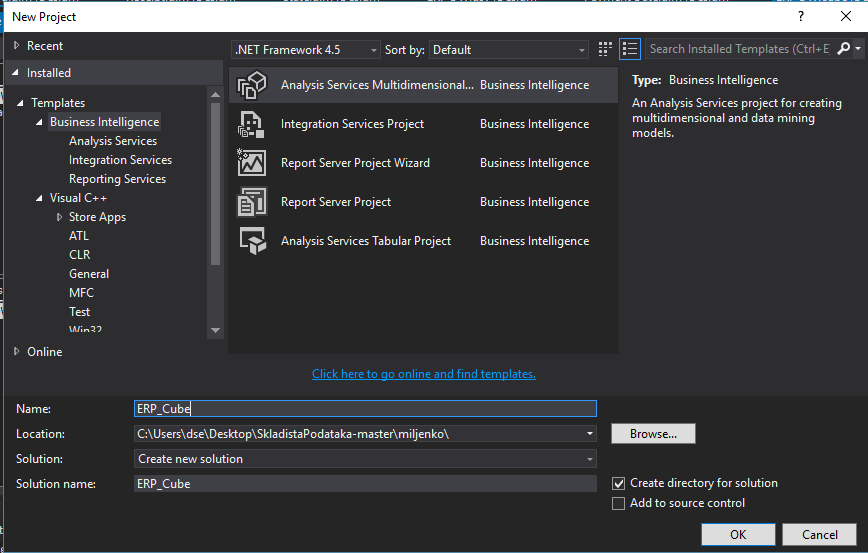 New Project
? X
Recent
.NET Framework 4.5
Sort by:
Default
Search Installed Templates (Ctrl+E
Installed
Templates
Business Intelligence
Analysis Services
Integration Services
Reporting Services
Visual C++
Store Apps
ATL
CLR
General
MFC
Test
Win32
Online
Analysis Services Multidimensional... Business Intelligence
Integration Services Project Business Intelligence
Report Server Project Wizard Business Intelligence
Report Server Project Business Intelligence
Analysis Services Tabular Project Business Intelligence
Type: Business Intelligence
An Analysis Services project for creating
multidimensional and data mining
models.
Click here to go online and find templates.
Name: ERP_Cube
Location: C:\Users\dse\Desktop\SkladistaPodataka-master\miljenko\
Browse...
Solution: Create new solution
Solution name: ERP_Cube
Create directory for solution
Add to source control
OK
Cancel